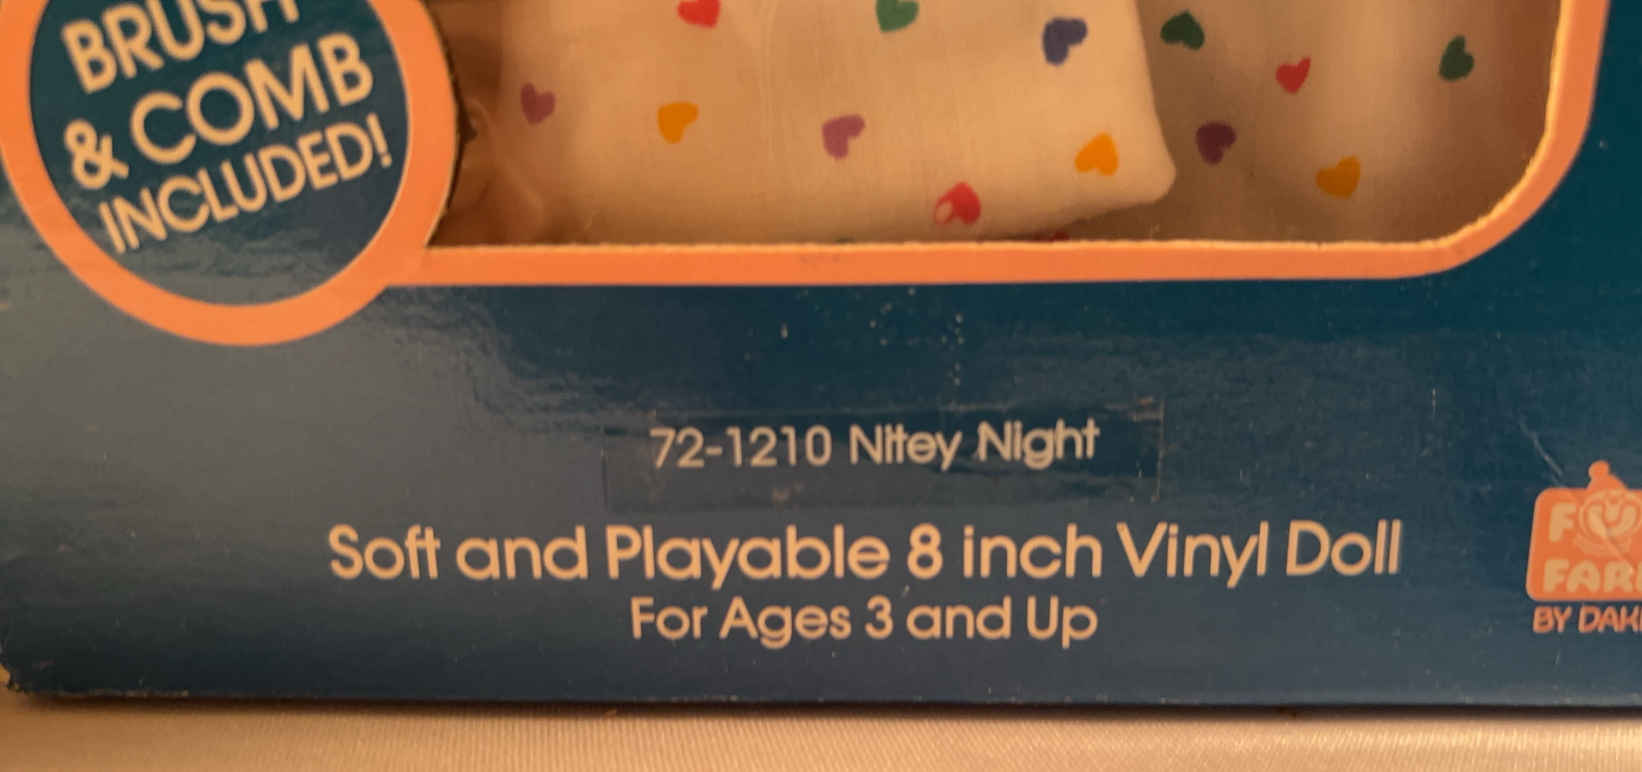 BRUSH
& COMB
INCLUDED!
72-1210 Nitey Night
Soft and Playable 8 inch Vinyl Doll
For Ages 3 and Up
BY